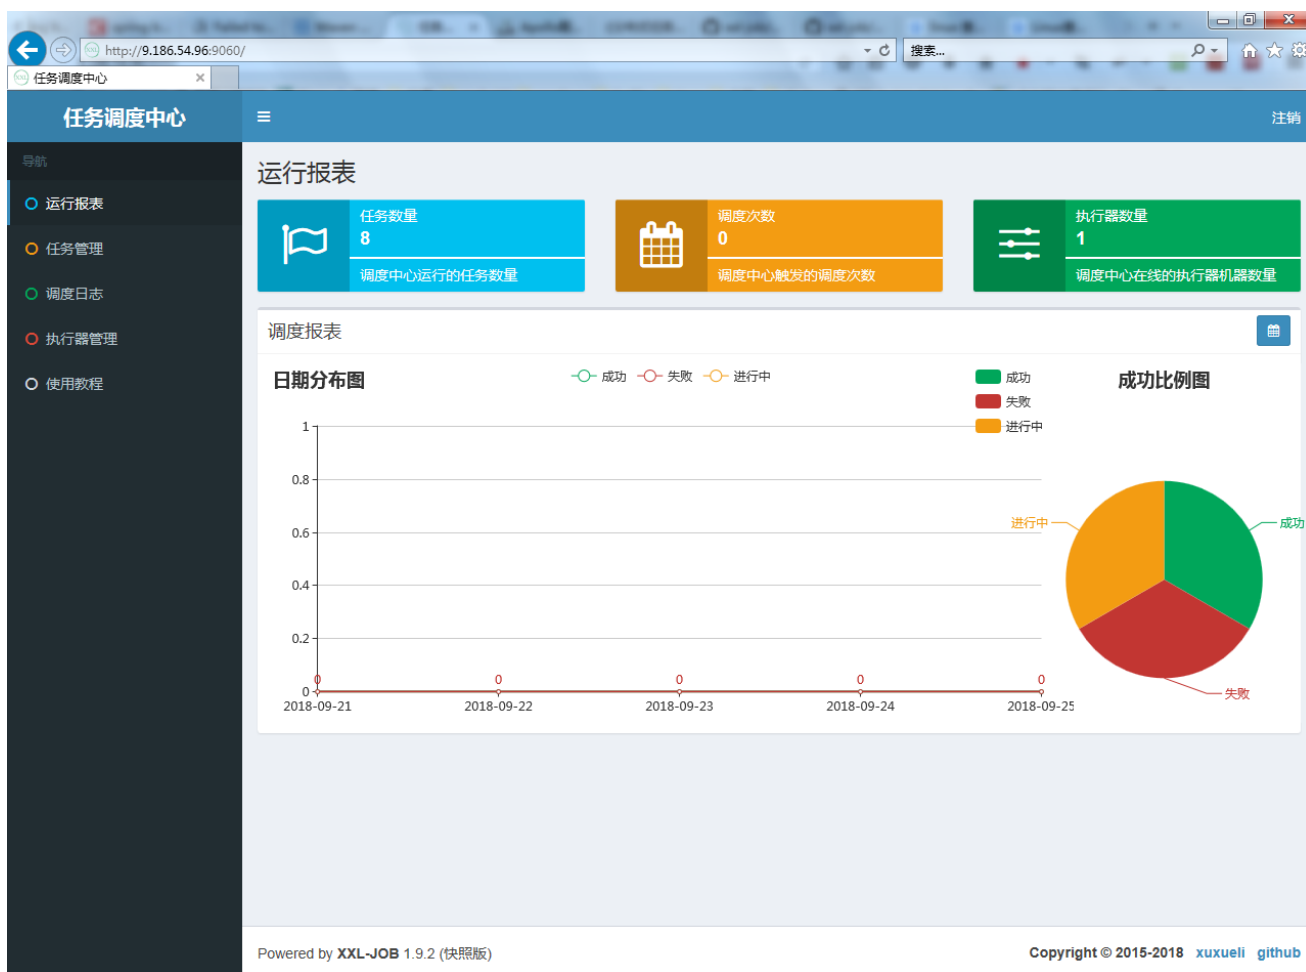 http://9.186.54.96:9060/
搜索...
任务调度中心
任务调度中心
注销
导航
运行报表
任务管理
调度日志
执行器管理
使用教程
运行报表
任务数量
8
调度中心运行的任务数量
调度次数
0
调度中心触发的调度次数
执行器数量
1
调度中心在线的执行器机器数量
调度报表
日期分布图
成功 失败 进行中
1
0.8
0.6
0.4
0.2
0
0 0 0 0 0
2018-09-21 2018-09-22 2018-09-23 2018-09-24 2018-09-25
成功
失败
进行中
成功比例图
进行中
成功
失败
Powered by XXL-JOB 1.9.2 (快照版)
Copyright © 2015-2018 xuxueli github